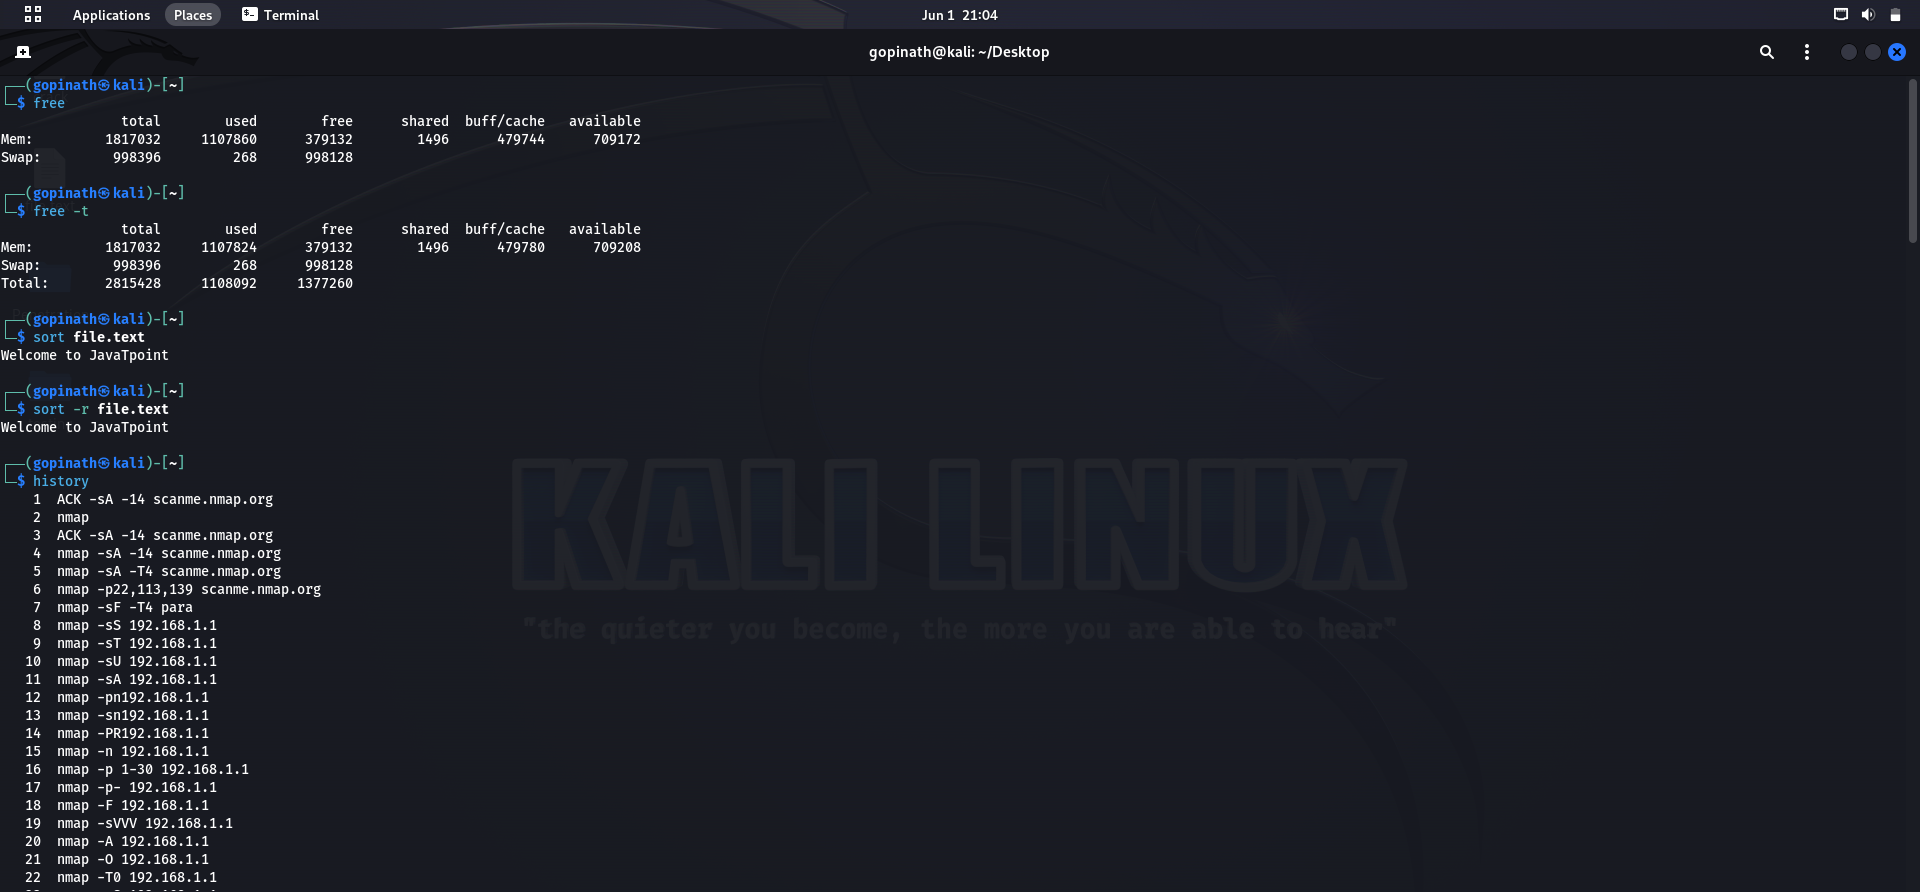 Applications Places Terminal Jun 1 21:04
gopinath@kali: ~/Desktop
(gopinath㉿kali)-[~]
$ free
total used free shared buff/cache available
Mem: 1817032 1107860 379132 1496 479744 709172
Swap: 998396 268 998128
(gopinath㉿kali)-[~]
$ free -t
total used free shared buff/cache available
Mem: 1817032 1107824 379132 1496 479780 709208
Swap: 998396 268 998128
Total: 2815428 1108092 1377260
(gopinath㉿kali)-[~]
$ sort file.text
Welcome to JavaTpoint
(gopinath㉿kali)-[~]
$ sort -r file.text
Welcome to JavaTpoint
(gopinath㉿kali)-[~]
$ history
1 ACK -sA -14 scanme.nmap.org
2 nmap
3 ACK -sA -14 scanme.nmap.org
4 nmap -sA -14 scanme.nmap.org
5 nmap -sA -T4 scanme.nmap.org
6 nmap -p22,113,139 scanme.nmap.org
7 nmap -sF -T4 para
8 nmap -sS 192.168.1.1
9 nmap -sT 192.168.1.1
10 nmap -sU 192.168.1.1
11 nmap -sA 192.168.1.1
12 nmap -pn192.168.1.1
13 nmap -sn192.168.1.1
14 nmap -PR192.168.1.1
15 nmap -n 192.168.1.1
16 nmap -p 1-30 192.168.1.1
17 nmap -p- 192.168.1.1
18 nmap -F 192.168.1.1
19 nmap -sVVV 192.168.1.1
20 nmap -A 192.168.1.1
21 nmap -O 192.168.1.1
22 nmap -T0 192.168.1.1
KALI LINUX
"the quieter you become, the more you are able to hear"